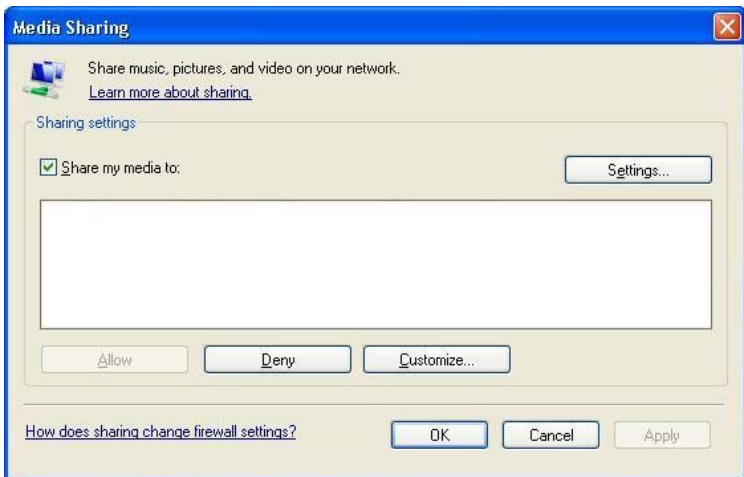 Media Sharing
Share music, pictures, and video on your network.
Learn more about sharing.
Sharing settings
Share my media to:
Settings...
Allow
Deny
Customize...
How does sharing change firewall settings?
OK
Cancel
Apply